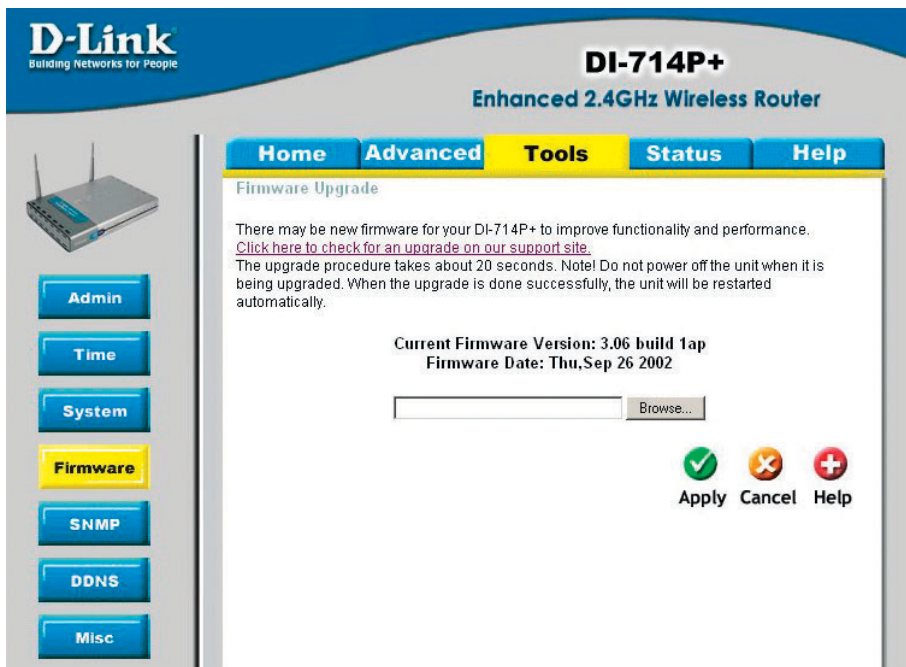 D-Link
Building Networks for People
DI-714P+
Enhanced 2.4GHz Wireless Router
Home
Advanced
Tools
Status
Help
Firmware Upgrade
There may be new firmware for your DI-714P+ to improve functionality and performance.
Click here to check for an upgrade on our support site.
The upgrade procedure takes about 20 seconds. Note! Do not power off the unit when it is
being upgraded. When the upgrade is done successfully, the unit will be restarted
automatically.
Current Firmware Version: 3.06 build 1ap
Firmware Date: Thu,Sep 26 2002
Browse...
Apply
Cancel
Help
Admin
Time
System
Firmware
SNMP
DDNS
Misc